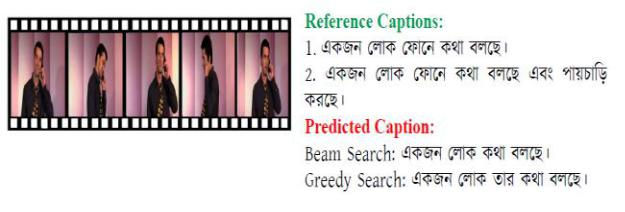 Reference Captions:
1. একজন লোক ফোনে কথা বলছে।
2. একজন লোক ফোনে কথা বলছে এবং পায়চাড়ি
করছে।
Predicted Caption:
Beam Search: একজন লোক কথা বলছে।
Greedy Search: একজন লোক তার কথা বলছে।